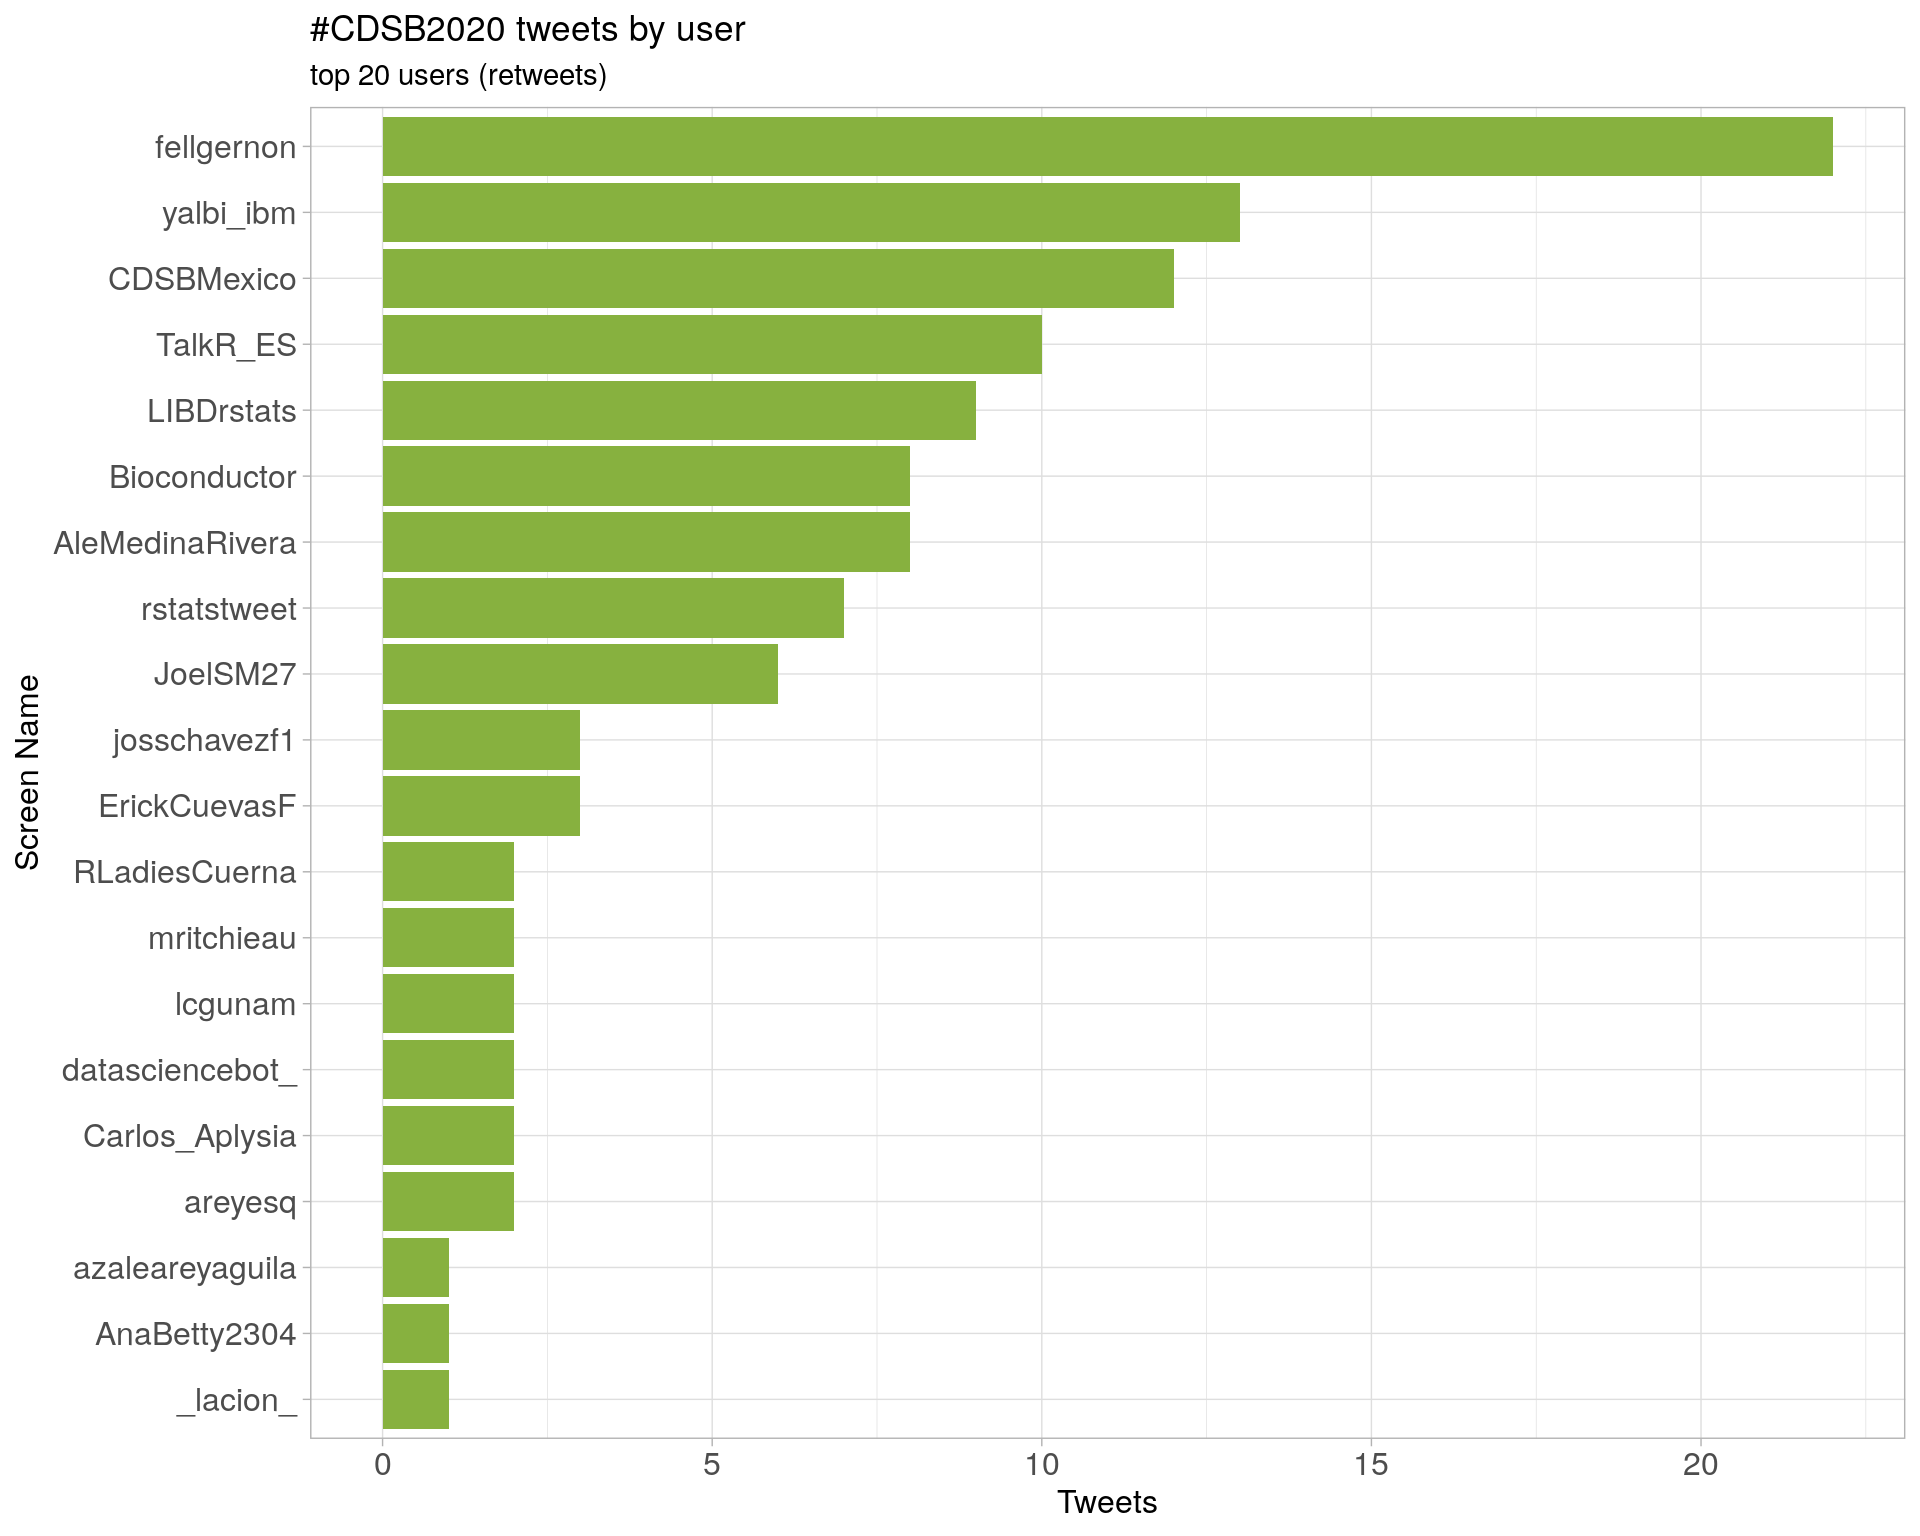 #CDSB2020 tweets by user
top 20 users (retweets)
Screen Name
fellgernon
yalbi_ibm
CDSBMexico
TalkR_ES
LIBDrstats
Bioconductor
AleMedinaRivera
rstatstweet
JoelSM27
josschavezf1
ErickCuevasF
RLadiesCuerna
mritchieau
lcgunam
datasciencebot_
Carlos_Aplysia
areyesq
azaleareyaguila
AnaBetty2304
_lacion_
0 5 10 15 20
Tweets